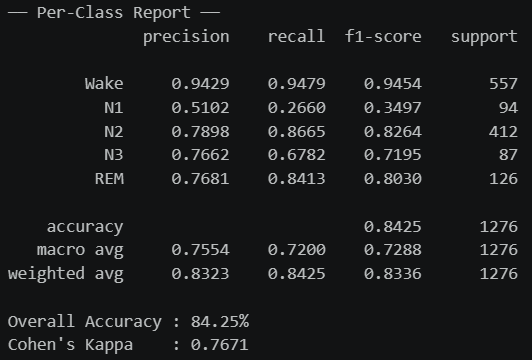 ── Per-Class Report ──
precision recall f1-score support
Wake 0.9429 0.9479 0.9454 557
N1 0.5102 0.2660 0.3497 94
N2 0.7898 0.8665 0.8264 412
N3 0.7662 0.6782 0.7195 87
REM 0.7681 0.8413 0.8030 126
accuracy 0.8425 1276
macro avg 0.7554 0.7200 0.7288 1276
weighted avg 0.8323 0.8425 0.8336 1276
Overall Accuracy : 84.25%
Cohen's Kappa : 0.7671